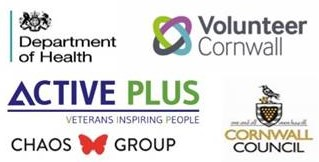 Department
of Health
Volunteer
Cornwall
ACTIVE PLUS
VETERANS INSPIRING PEOPLE
CHAOS GROUP
CORNWALL
COUNCIL